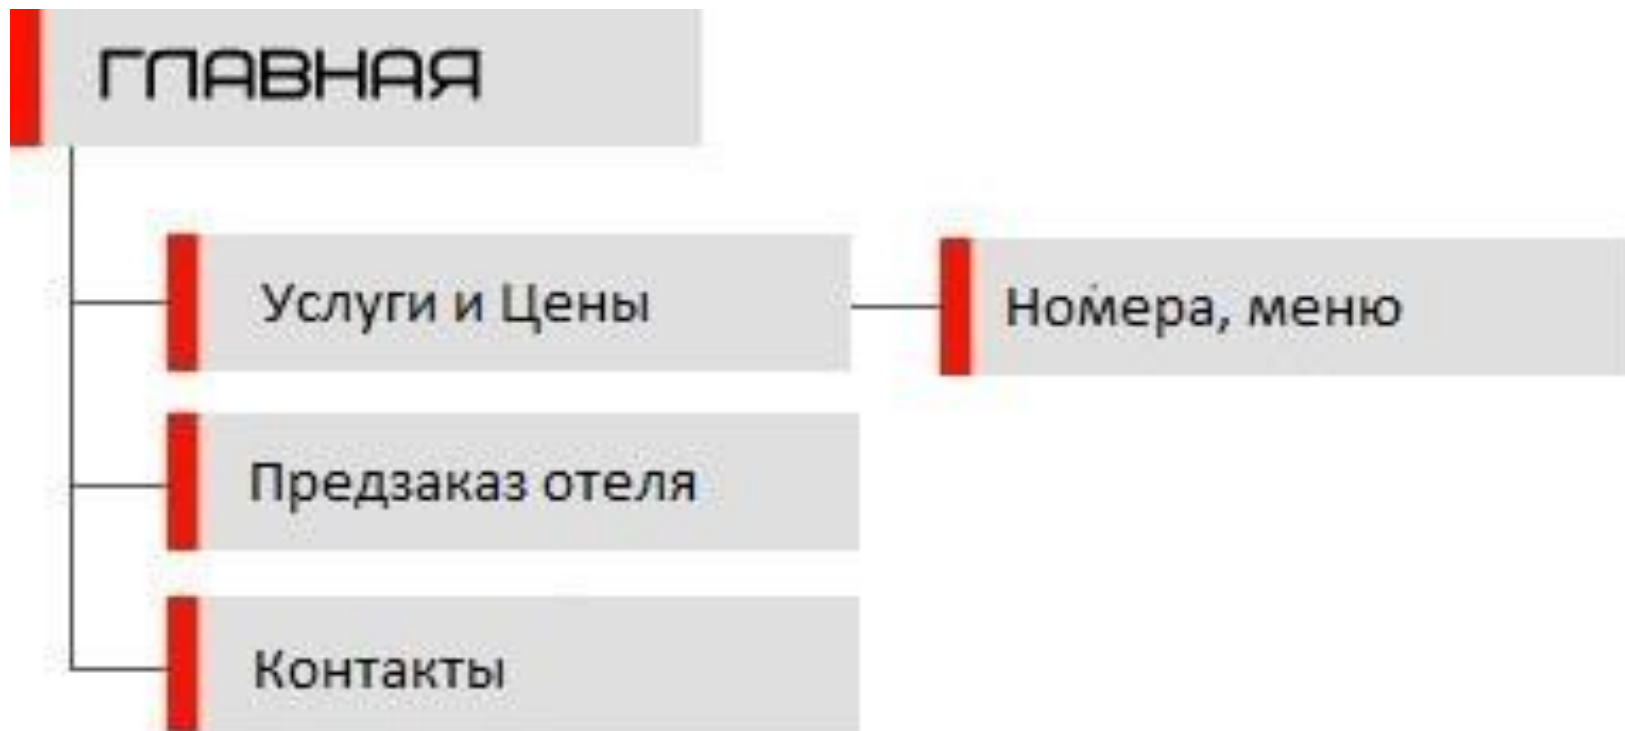 ГЛАВНАЯ
Услуги и Цены
Номера, меню
Предзаказ отеля
Контакты